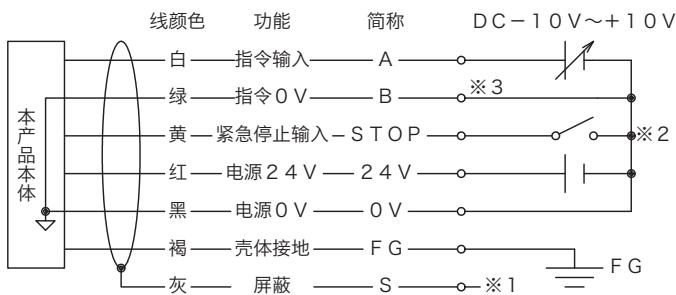 线颜色 功能 简称 DC－10V～＋10V
白 指令输入 A
绿 指令0V B ※3
黄 紧急停止输入 STOP ※2
红 电源24V 24V
黑 电源0V 0V
褐 壳体接地 FG FG
灰 屏蔽 S ※1
本产品本体